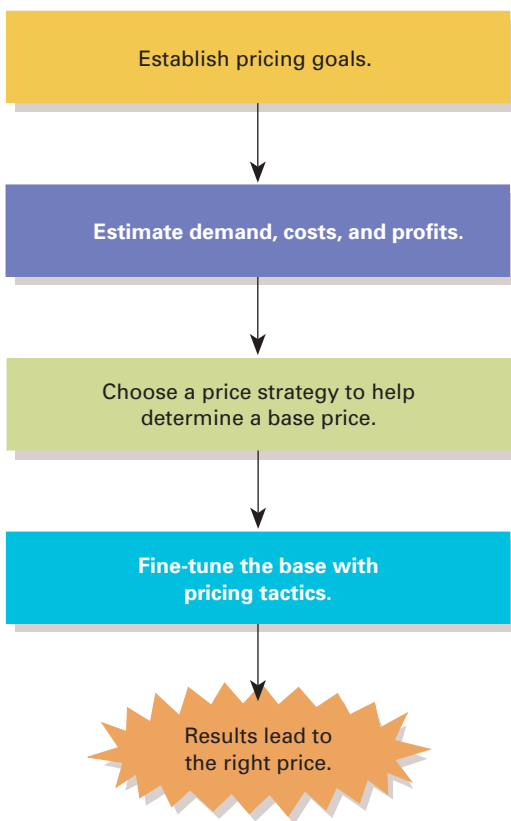 Establish pricing goals.
Estimate demand, costs, and profits.
Choose a price strategy to help
determine a base price.
Fine-tune the base with
pricing tactics.
Results lead to
the right price.